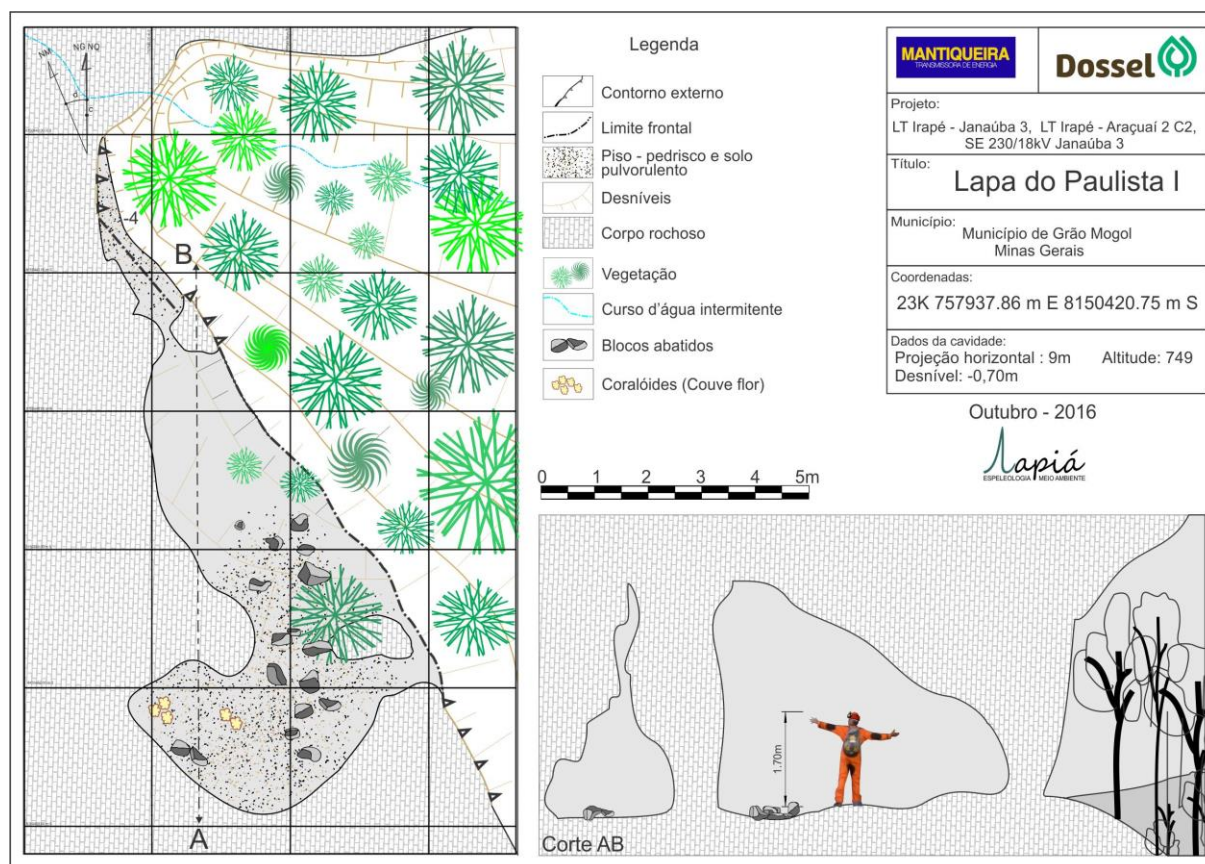 NM
NG NQ
d
c
-4
B
A
Legenda
Contorno externo
Limite frontal
Piso - pedrisco e solo
pulvorulento
Desníveis
Corpo rochoso
Vegetação
Curso d'água intermitente
Blocos abatidos
Coralóides (Couve flor)
0 1 2 3 4 5m
MANTIQUEIRA
TRANSMISSORA DE ENERGIA
Dossel
Projeto:
LT Irapé - Janaúba 3, LT Irapé - Araçuaí 2 C2,
SE 230/18kV Janaúba 3
Título:
Lapa do Paulista I
Município:
Município de Grão Mogol
Minas Gerais
Coordenadas:
23K 757937.86 m E 8150420.75 m S
Dados da cavidade:
Projeção horizontal : 9m Altitude: 749
Desnível: -0,70m
Outubro - 2016
Lapiá
ESPELEOLOGIA MEIO AMBIENTE
1.70m
Corte AB